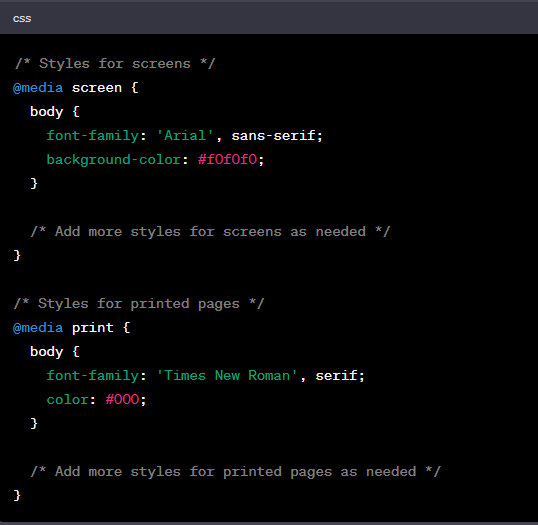 css
/* Styles for screens */
@media screen {
  body {
    font-family: 'Arial', sans-serif;
    background-color: #f0f0f0;
  }
  /* Add more styles for screens as needed */
}
/* Styles for printed pages */
@media print {
  body {
    font-family: 'Times New Roman', serif;
    color: #000;
  }
  /* Add more styles for printed pages as needed */
}